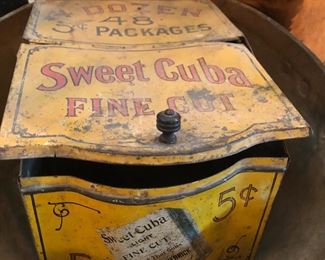 DOZEN
48
5¢ PACKAGES
Sweet Cuba
FINE CUT
5¢
Sweet Cuba
FINE CUT